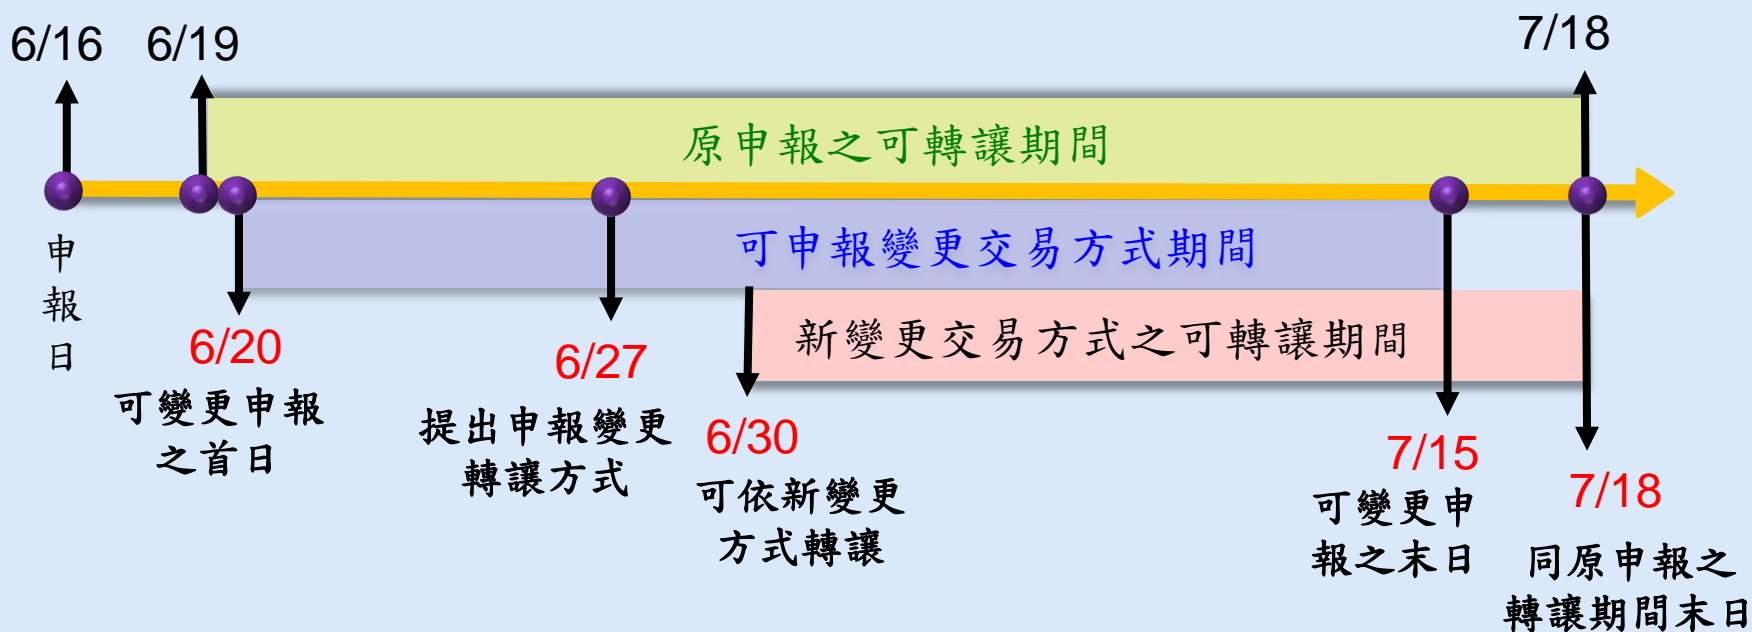 6/16
6/19
7/18
原申報之可轉讓期間
可申報變更交易方式期間
新變更交易方式之可轉讓期間
申
報
日
6/20
可變更申報
之首日
6/27
提出申報變更
轉讓方式
6/30
可依新變更
方式轉讓
7/15
可變更申
報之末日
7/18
同原申報之
轉讓期間末日